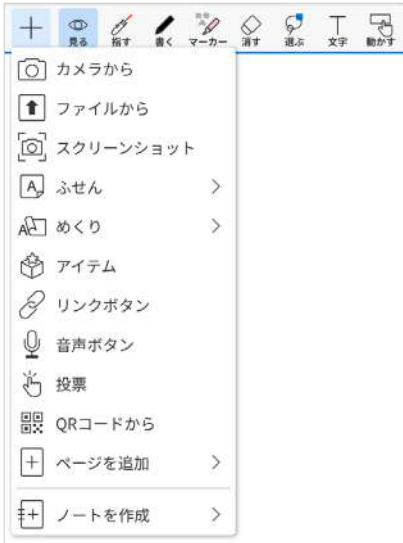 見る 指す 書く マーカー 消す 選ぶ 文字 動かす
カメラから
ファイルから
スクリーンショット
ふせん
めくり
アイテム
リンクボタン
音声ボタン
投票
QRコードから
ページを追加
ノートを作成